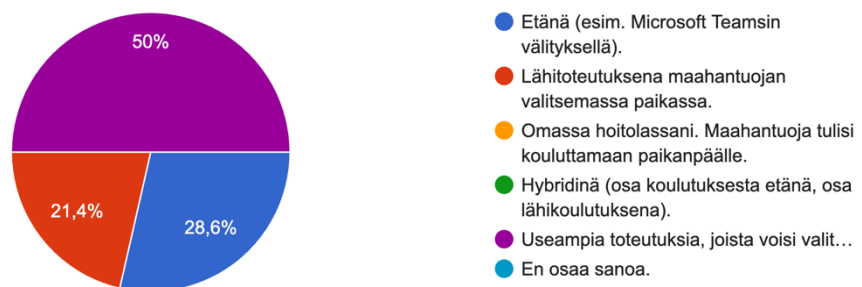 50%
21,4%
28,6%
Etänä (esim. Microsoft Teamsin
välityksellä).
Lähitoteutuksena maahantuojan
valitsemassa paikassa.
Omassa hoitolassani. Maahantuoja tulisi
kouluttamaan paikanpäälle.
Hybridinä (osa koulutuksesta etänä, osa
lähikoulutuksena).
Useampia toteutuksia, joista voisi valit…
En osaa sanoa.